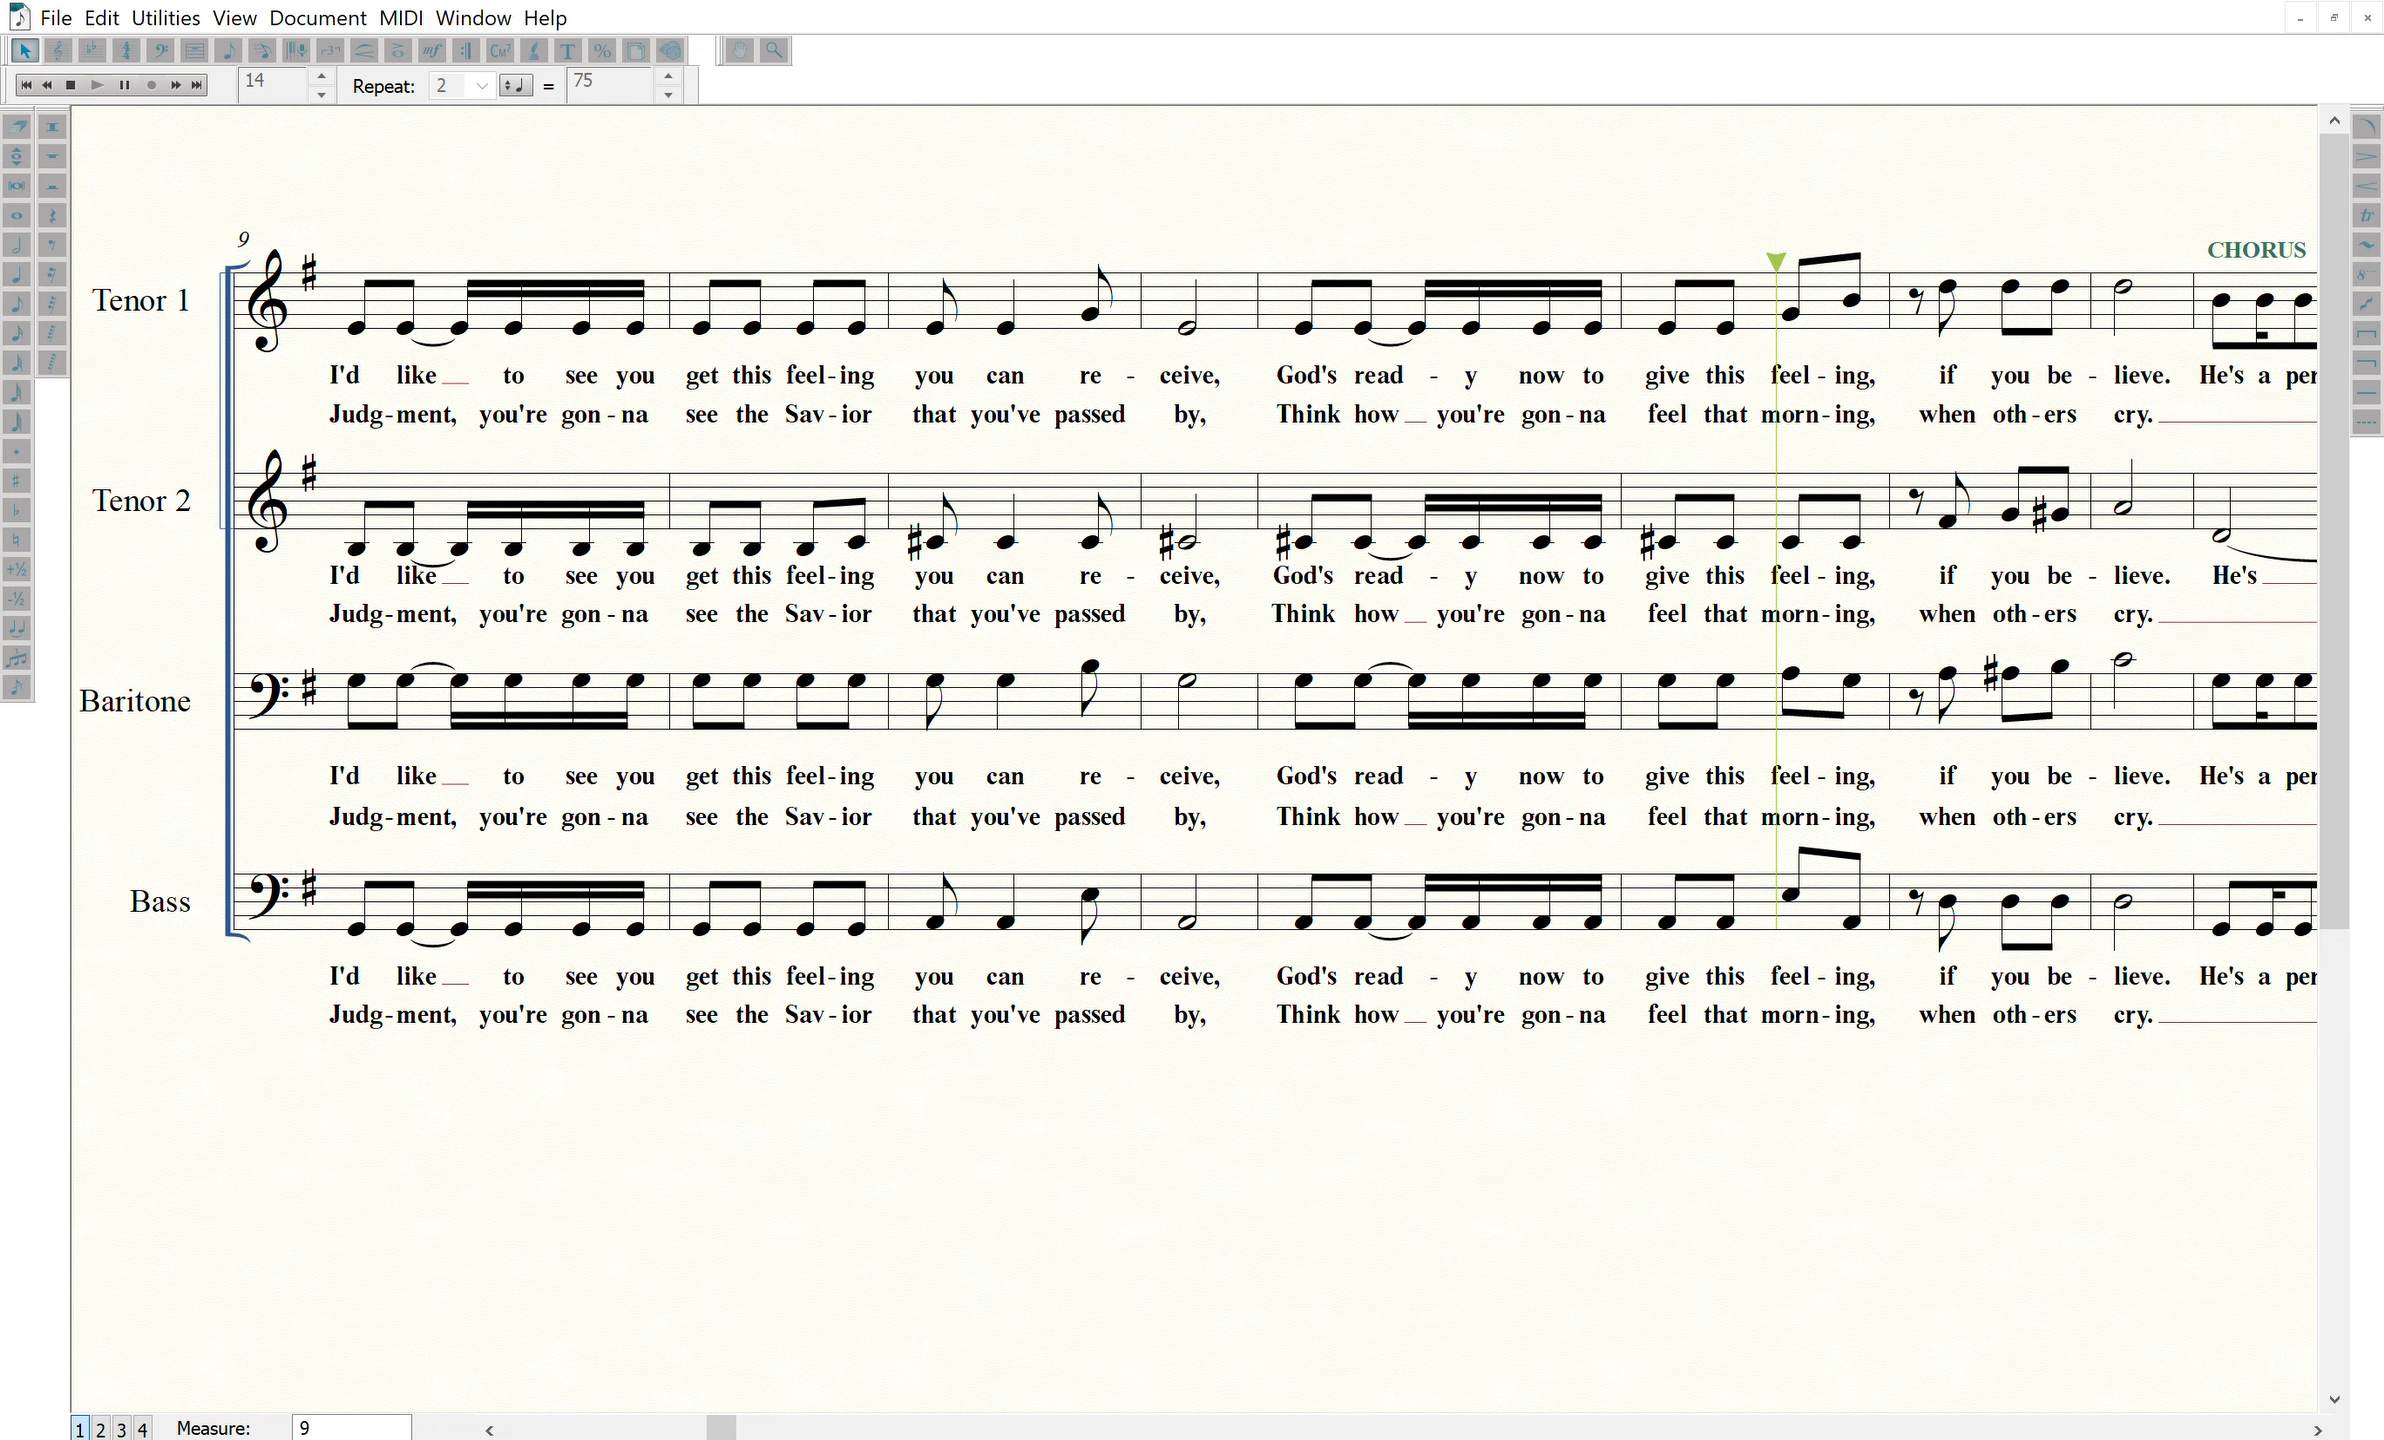 File Edit Utilities View Document MIDI Window Help
14 Repeat: 2 = 75
9
CHORUS
Tenor 1
I'd like to see you get this feel-ing you can re - ceive, God's read - y now to give this feel - ing, if you be - lieve. He's a per
Judg-ment, you're gon - na see the Sav - ior that you've passed by, Think how you're gon - na feel that morn - ing, when oth - ers cry.
Tenor 2
I'd like to see you get this feel-ing you can re - ceive, God's read - y now to give this feel - ing, if you be - lieve. He's
Judg-ment, you're gon - na see the Sav - ior that you've passed by, Think how you're gon - na feel that morn - ing, when oth - ers cry.
Baritone
I'd like to see you get this feel-ing you can re - ceive, God's read - y now to give this feel - ing, if you be - lieve. He's a per
Judg-ment, you're gon - na see the Sav - ior that you've passed by, Think how you're gon - na feel that morn - ing, when oth - ers cry.
Bass
I'd like to see you get this feel-ing you can re - ceive, God's read - y now to give this feel - ing, if you be - lieve. He's a per
Judg-ment, you're gon - na see the Sav - ior that you've passed by, Think how you're gon - na feel that morn - ing, when oth - ers cry.
1 2 3 4 Measure: 9